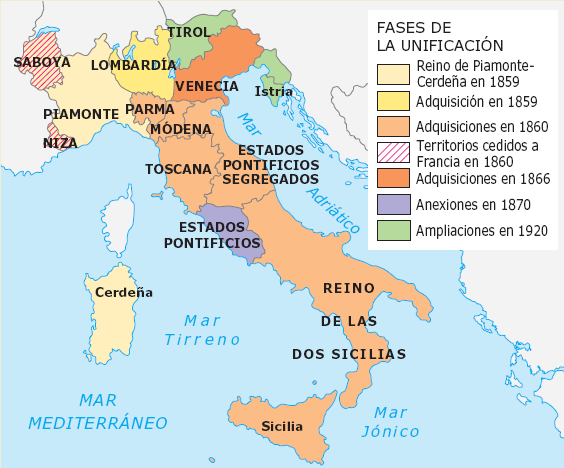 FASES DE
LA UNIFICACIÓN
Reino de Piamonte-
Cerdeña en 1859
Adquisición en 1859
Adquisiciones en 1860
Territorios cedidos a
Francia en 1860
Adquisiciones en 1866
Anexiones en 1870
Ampliaciones en 1920
TIROL
SABOYA
LOMBARDÍA
VENECIA
Istria
PIAMONTE
PARMA
MÓDENA
NIZA
TOSCANA
Mar
Adriático
ESTADOS
PONTIFICIOS
SEGREGADOS
ESTADOS
PONTIFICIOS
Cerdeña
REINO
DE LAS
DOS SICILIAS
Mar
Tirreno
MAR
MEDITERRÁNEO
Sicilia
Mar
Jónico